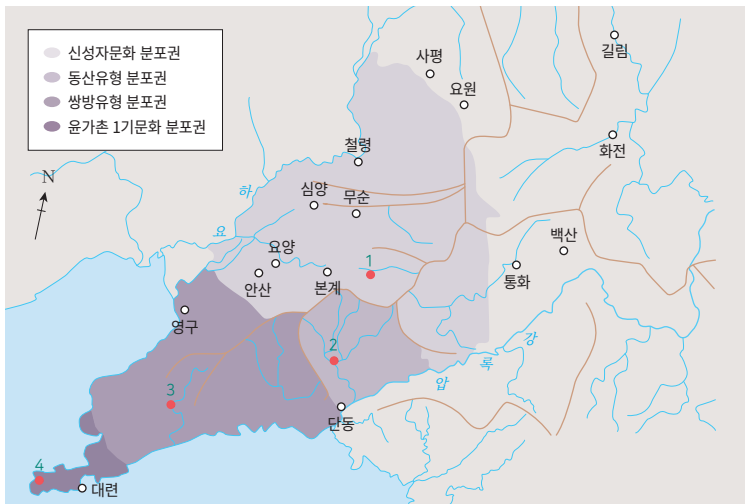 신성자문화 분포권
동산유형 분포권
쌍방유형 분포권
윤가촌 1기문화 분포권
N
사평
요원
길림
화전
철령
심양
무순
하
요
요양
안산
본계
1
백산
통화
영구
2
3
단동
압
록
강
4
대련